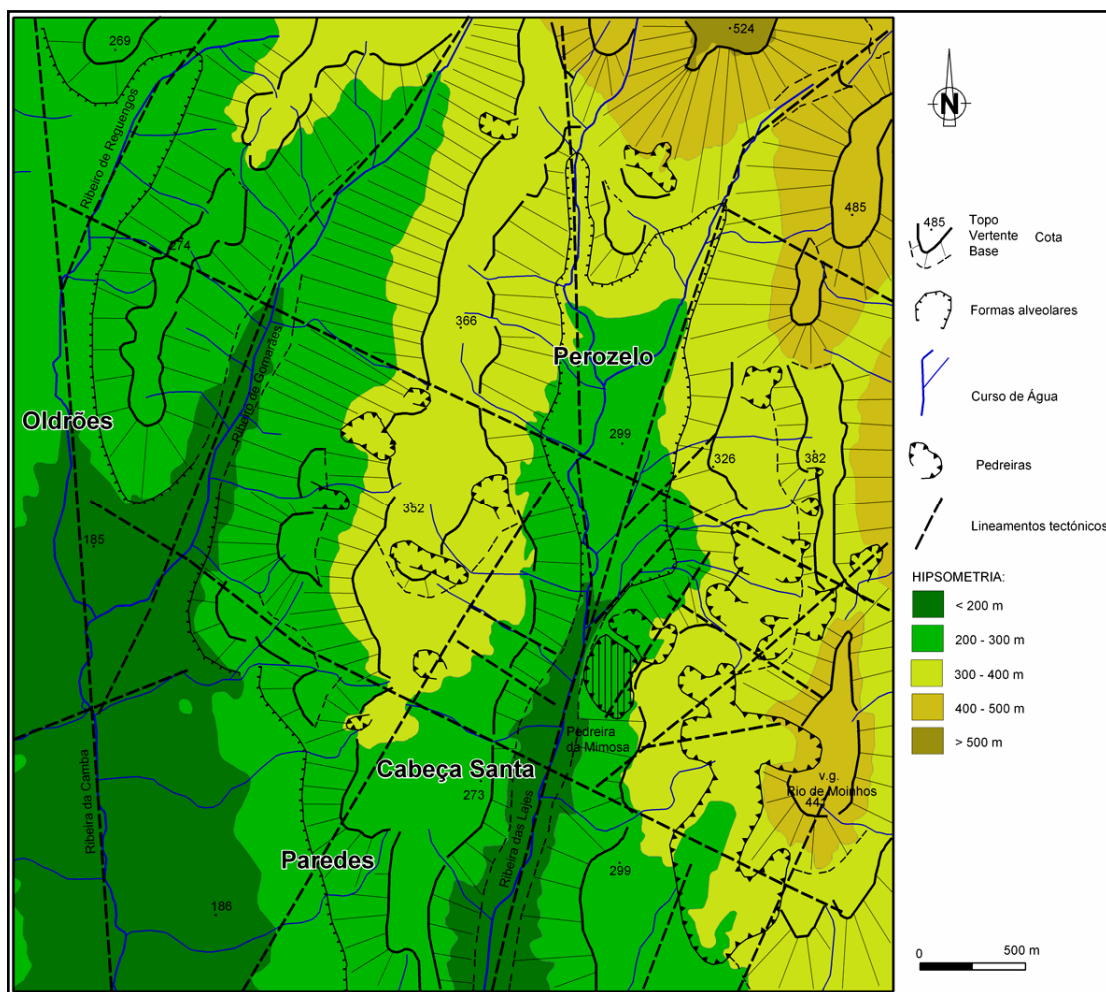 269
524
N
Ribeiro de Reguengos
485
274
366
Perozelo
Ribeiro de Gomarães
Oldrões
299
326
382
352
185
Pedreira
da Mimosa
Cabeça Santa
v.g.
Rio de Moinhos
441
273
Ribeira da Camba
Ribeira das Lajes
Paredes
299
186
485
Topo
Vertente
Base
Cota
Formas alveolares
Curso de Água
Pedreiras
Lineamentos tectónicos
HIPSOMETRIA:
< 200 m
200 - 300 m
300 - 400 m
400 - 500 m
> 500 m
0
500 m